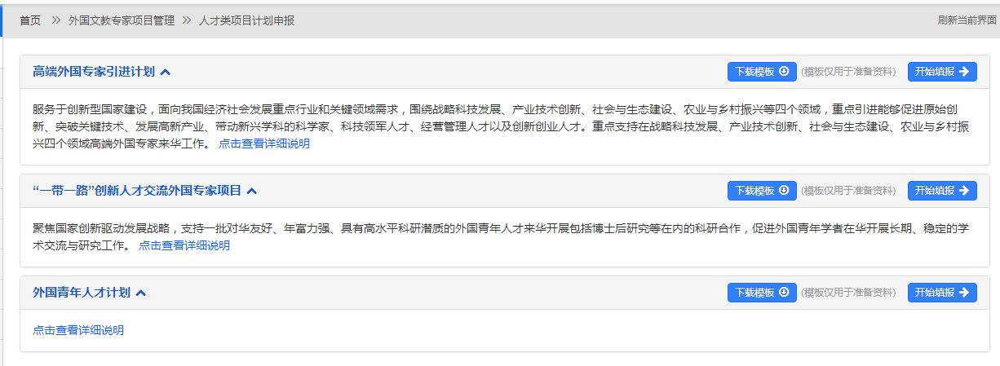 首页 >> 外国文教专家项目管理 >> 人才类项目计划申报 刷新当前界面
高端外国专家引进计划 下载模板 (模板仅用于准备资料) 开始填报
服务于创新型国家建设，面向我国经济社会发展重点行业和关键领域需求，围绕战略科技发展、产业技术创新、社会与生态建设、农业与乡村振兴等四个领域，重点引进能够促进原始创
新、突破关键技术、发展高新产业、带动新兴学科的科学家、科技领军人才、经营管理人才以及创新创业人才。重点支持在战略科技发展、产业技术创新、社会与生态建设、农业与乡村振
兴四个领域高端外国专家来华工作。 点击查看详细说明
“一带一路”创新人才交流外国专家项目 下载模板 (模板仅用于准备资料) 开始填报
聚焦国家创新驱动发展战略，支持一批对华友好、年富力强、具有高水平科研潜质的外国青年人才来华开展包括博士后研究等在内的科研合作，促进外国青年学者在华开展长期、稳定的学
术交流与研究工作。 点击查看详细说明
外国青年人才计划 下载模板 (模板仅用于准备资料) 开始填报
点击查看详细说明